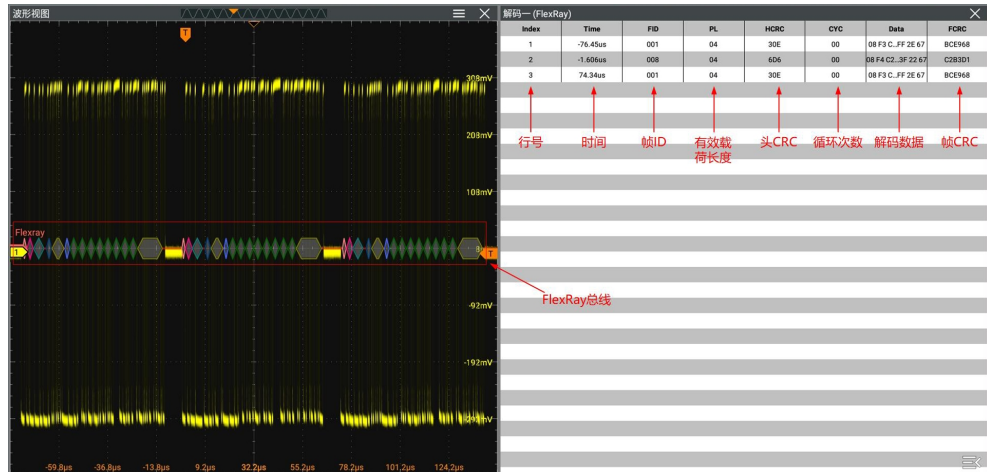 波形视图
T
308mV
208mV
108mV
Flexray
1
T
-92mV
-192mV
-59.8μs -36.8μs -13.8μs 9.2μs 32.2μs 55.2μs 78.2μs 101.2μs 124.2μs
解码一 (FlexRay)
Index Time FID PL HCRC CYC Data FCRC
1 -76.45us 001 04 30E 00 08 F3 C...FF 2E 67 BCE968
2 -1.606us 008 04 6D6 00 08 F4 C2...3F 22 67 C2B3D1
3 74.34us 001 04 30E 00 08 F3 C...FF 2E 67 BCE968
行号 时间 帧ID 有效载 头CRC 循环次数 解码数据 帧CRC
荷长度
FlexRay总线